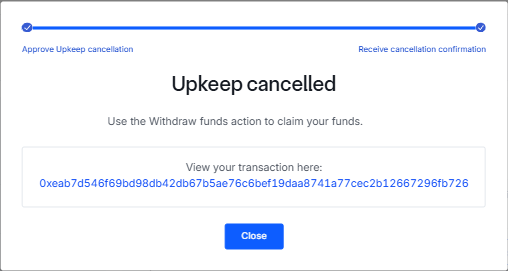 Approve Upkeep cancellation
Receive cancellation confirmation
Upkeep cancelled
Use the Withdraw funds action to claim your funds.
View your transaction here:
0xeab7d546f69bd98db42db67b5ae76c6bef19daa8741a77cec2b12667296fb726
Close